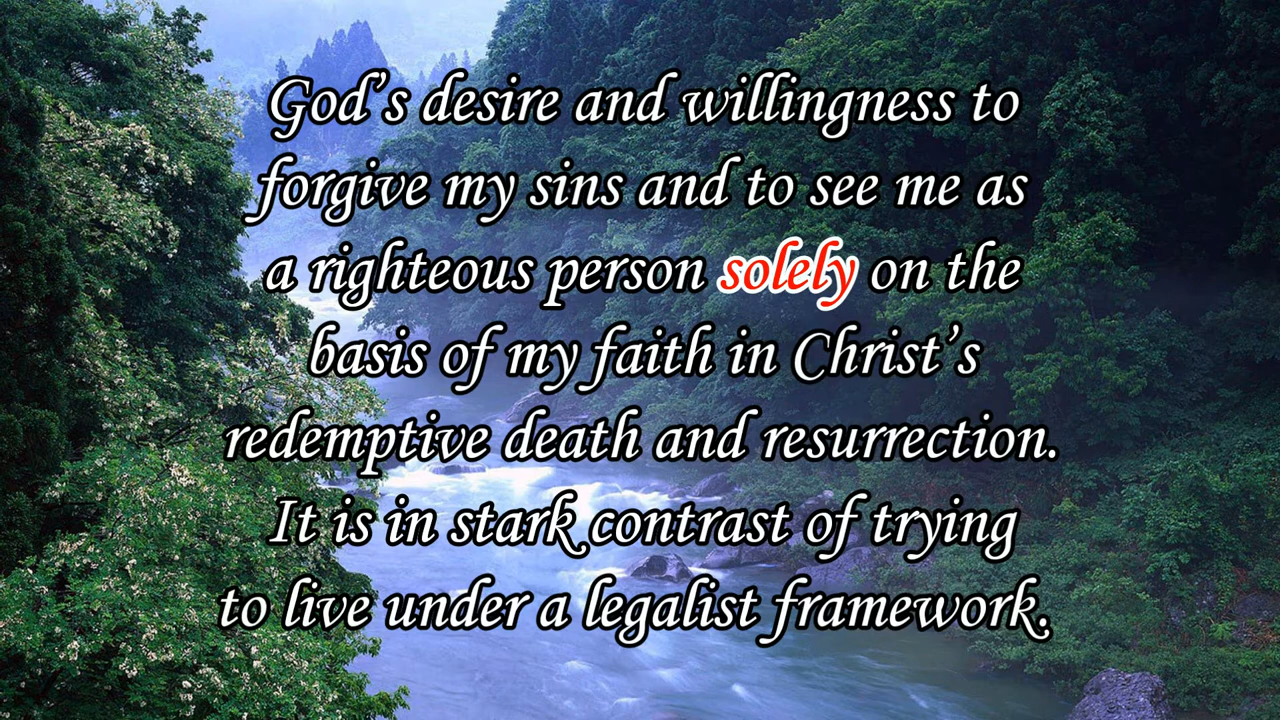 God’s desire and willingness to
forgive my sins and to see me as
a righteous person solely on the
basis of my faith in Christ’s
redemptive death and resurrection.
It is in stark contrast of trying
to live under a legalist framework.